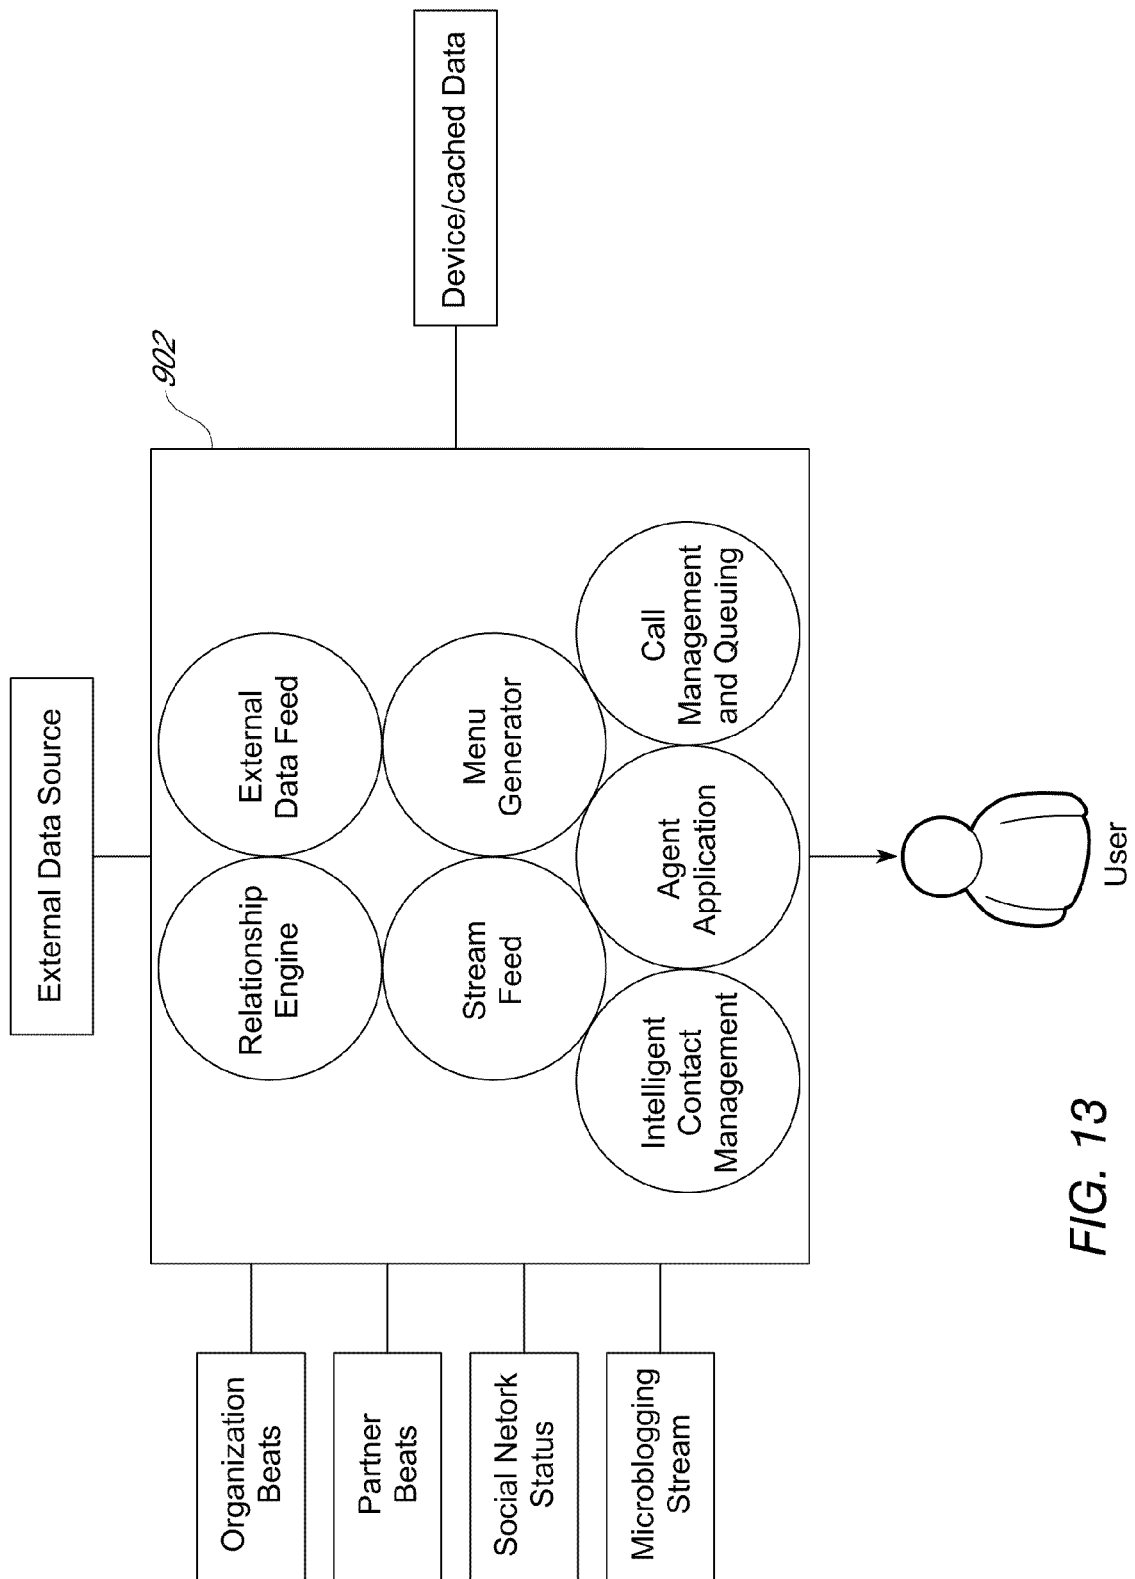 External Data Source
902
Organization
Beats
Partner
Beats
Social Netork
Status
Microblogging
Stream
Relationship
Engine
External
Data Feed
Stream
Feed
Menu
Generator
Intelligent
Contact
Management
Agent
Application
Call
Management
and Queuing
Device/cached Data
User
FIG. 13